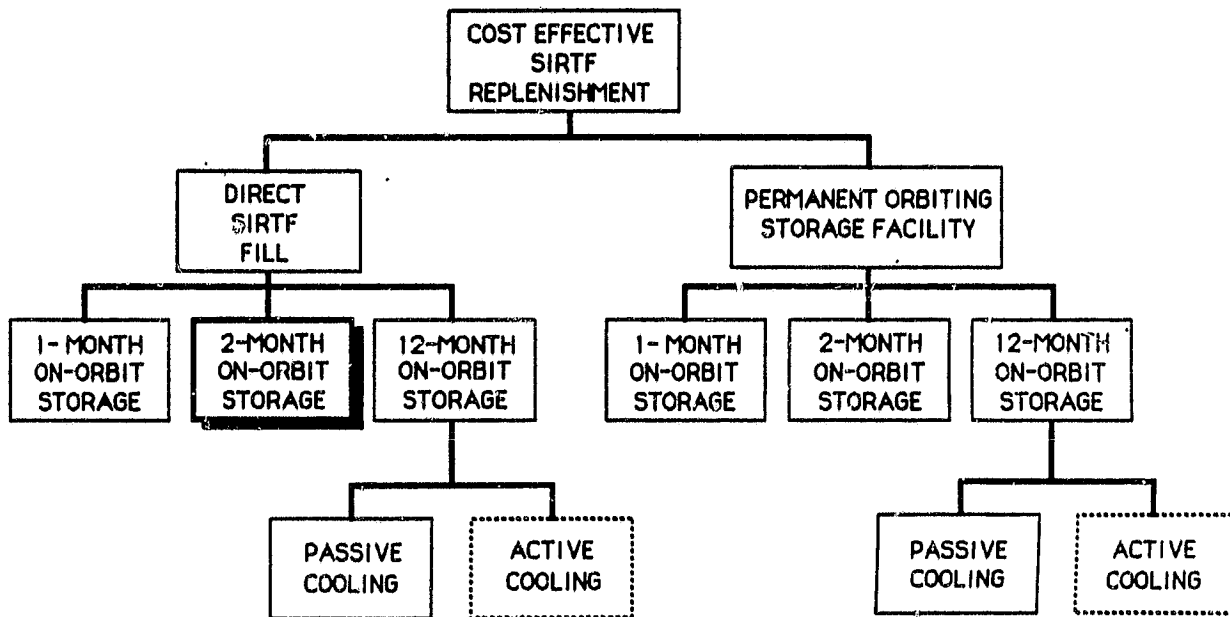 COST EFFECTIVE
SIRTF
REPLENISHMENT
DIRECT
SIRTF
FILL
PERMANENT ORBITING
STORAGE FACILITY
1-MONTH
ON-ORBIT
STORAGE
2-MONTH
ON-ORBIT
STORAGE
12-MONTH
ON-ORBIT
STORAGE
1-MONTH
ON-ORBIT
STORAGE
2-MONTH
ON-ORBIT
STORAGE
12-MONTH
ON-ORBIT
STORAGE
PASSIVE
COOLING
ACTIVE
COOLING
PASSIVE
COOLING
ACTIVE
COOLING